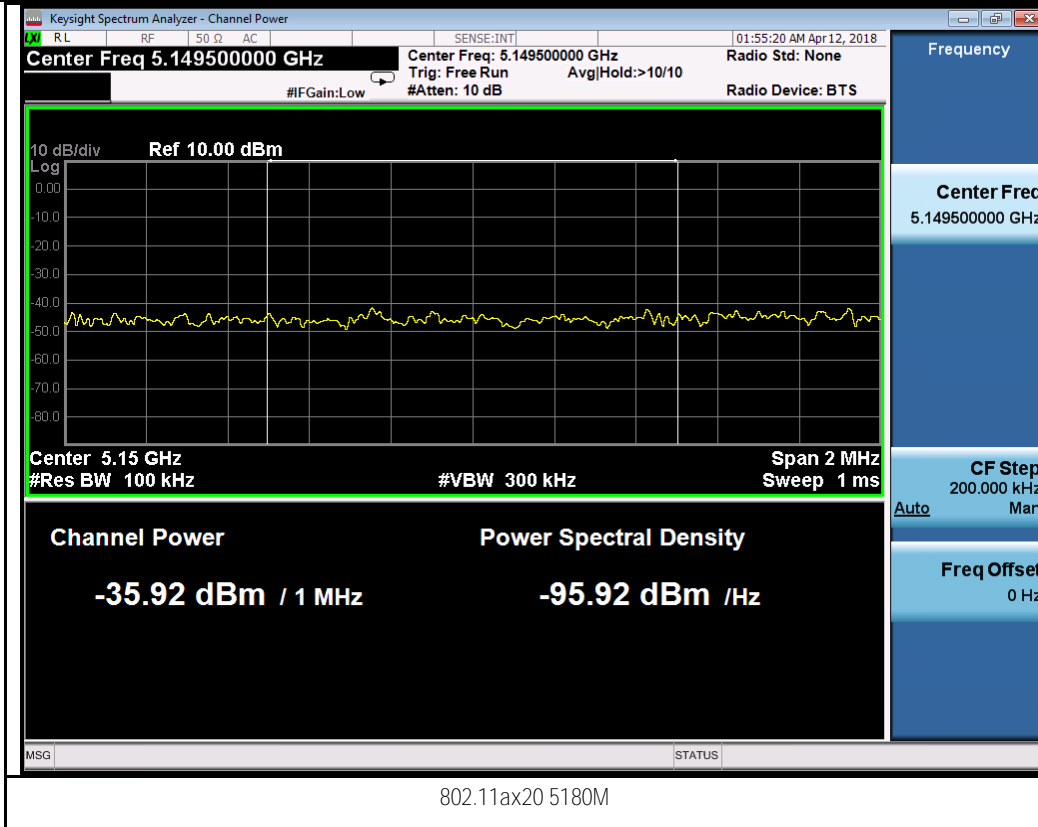 Keysight Spectrum Analyzer - Channel Power
LXI RL RF 50 Ω AC SENSE:INT 01:55:20 AM Apr 12, 2018
Center Freq 5.149500000 GHz
Center Freq: 5.149500000 GHz
Radio Std: None
Trig: Free Run Avg|Hold:>10/10
#IFGain:Low
#Atten: 10 dB
Radio Device: BTS
10 dB/div Ref 10.00 dBm
Log
0.00
-10.0
-20.0
-30.0
-40.0
-50.0
-60.0
-70.0
-80.0
Center 5.15 GHz Span 2 MHz
#Res BW 100 kHz #VBW 300 kHz Sweep 1 ms
Channel Power
-35.92 dBm / 1 MHz
Power Spectral Density
-95.92 dBm /Hz
Frequency
Center Freq
5.149500000 GHz
CF Step
200.000 kHz
Auto Man
Freq Offset
0 Hz
MSG STATUS
802.11ax20 5180M